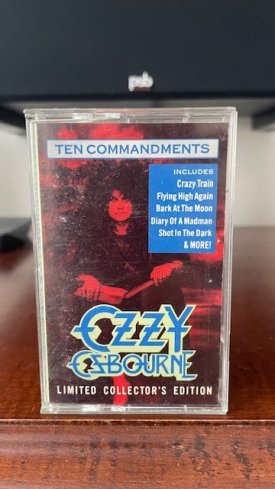 psb
TEN COMMANDMENTS
INCLUDES
Crazy Train
Flying High Again
Bark At The Moon
Diary Of A Madman
Shot In The Dark
& MORE!
OZZY
OSBOURNE
LIMITED COLLECTOR'S EDITION